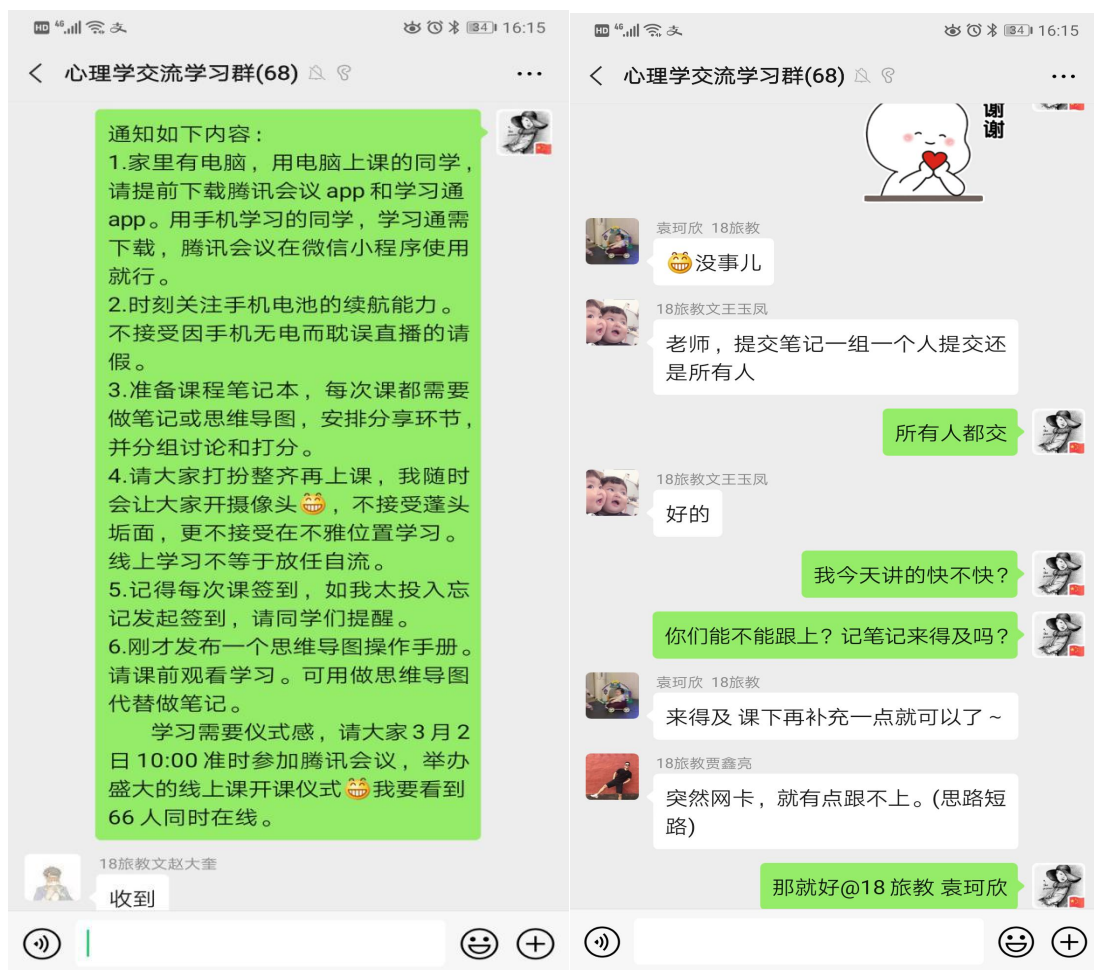 HD 4G 34 16:15
心理学交流学习群(68)
通知如下内容：
1.家里有电脑，用电脑上课的同学，
请提前下载腾讯会议 app 和学习通
app。用手机学习的同学，学习通需
下载，腾讯会议在微信小程序使用
就行。
2.时刻关注手机电池的续航能力。
不接受因手机无电而耽误直播的请
假。
3.准备课程笔记本，每次课都需要
做笔记或思维导图，安排分享环节，
并分组讨论和打分。
4.请大家打扮整齐再上课，我随时
会让大家开摄像头😁，不接受蓬头
垢面，更不接受在不雅位置学习。
线上学习不等于放任自流。
5.记得每次课签到，如我太投入忘
记发起签到，请同学们提醒。
6.刚才发布一个思维导图操作手册。
请课前观看学习。可用做思维导图
代替做笔记。
学习需要仪式感，请大家 3 月 2
日 10:00 准时参加腾讯会议，举办
盛大的线上课开课仪式😁我要看到
66 人同时在线。
18旅教文赵大奎
收到
HD 4G 34 16:15
心理学交流学习群(68)
谢谢
袁珂欣 18旅教
😁没事儿
18旅教文王玉凤
老师，提交笔记一组一个人提交还
是所有人
所有人都交
18旅教文王玉凤
好的
我今天讲的快不快?
你们能不能跟上? 记笔记来得及吗?
袁珂欣 18旅教
来得及 课下再补充一点就可以了 ~
18旅教贾鑫亮
突然网卡，就有点跟不上。(思路短
路)
那就好@18 旅教 袁珂欣